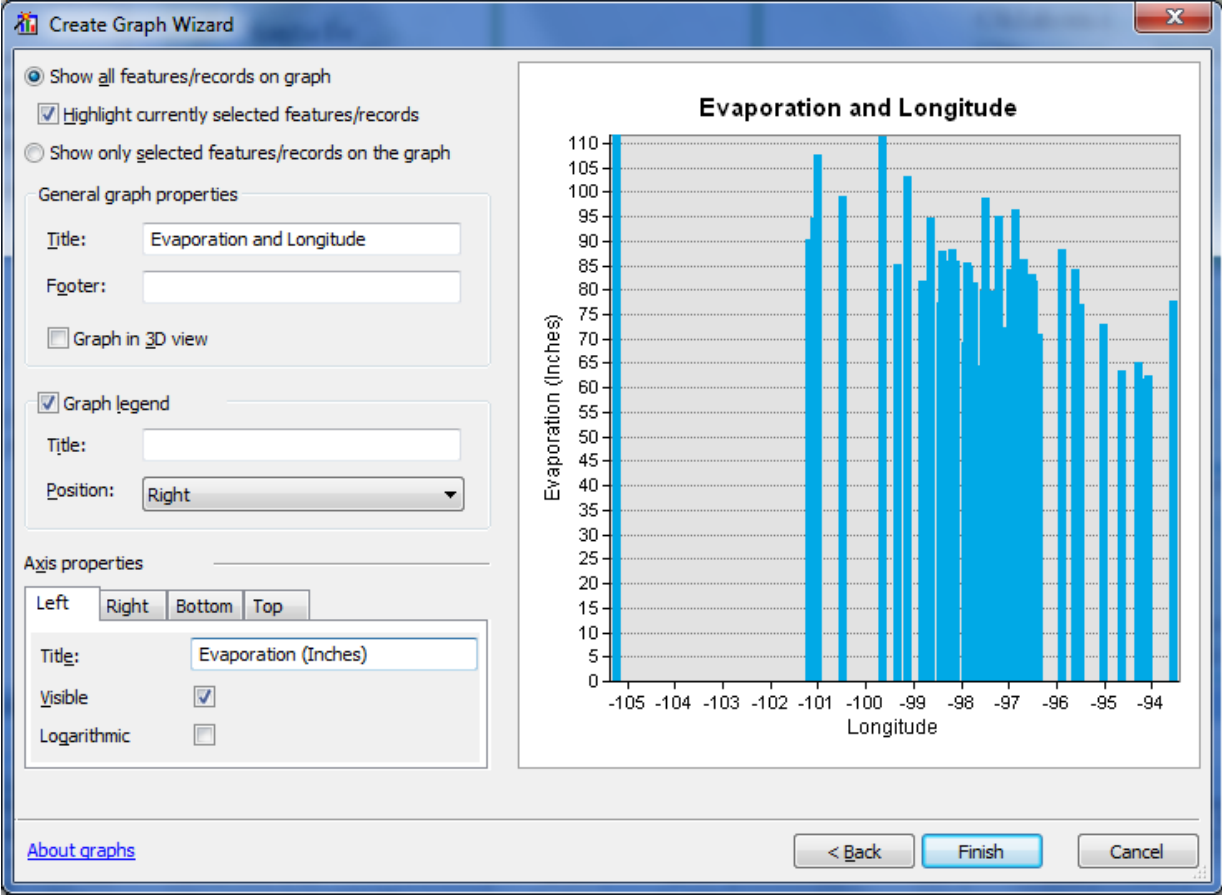 Create Graph Wizard
Show all features/records on graph
Highlight currently selected features/records
Show only selected features/records on the graph
General graph properties
Title: Evaporation and Longitude
Footer:
Graph in 3D view
Graph legend
Title:
Position: Right
Axis properties
Left Right Bottom Top
Title: Evaporation (Inches)
Visible
Logarithmic
Evaporation and Longitude
110
105
100
95
90
85
80
75
70
65
60
55
50
45
40
35
30
25
20
15
10
5
0
Evaporation (Inches)
-105 -104 -103 -102 -101 -100 -99 -98 -97 -96 -95 -94
Longitude
About graphs
< Back Finish Cancel